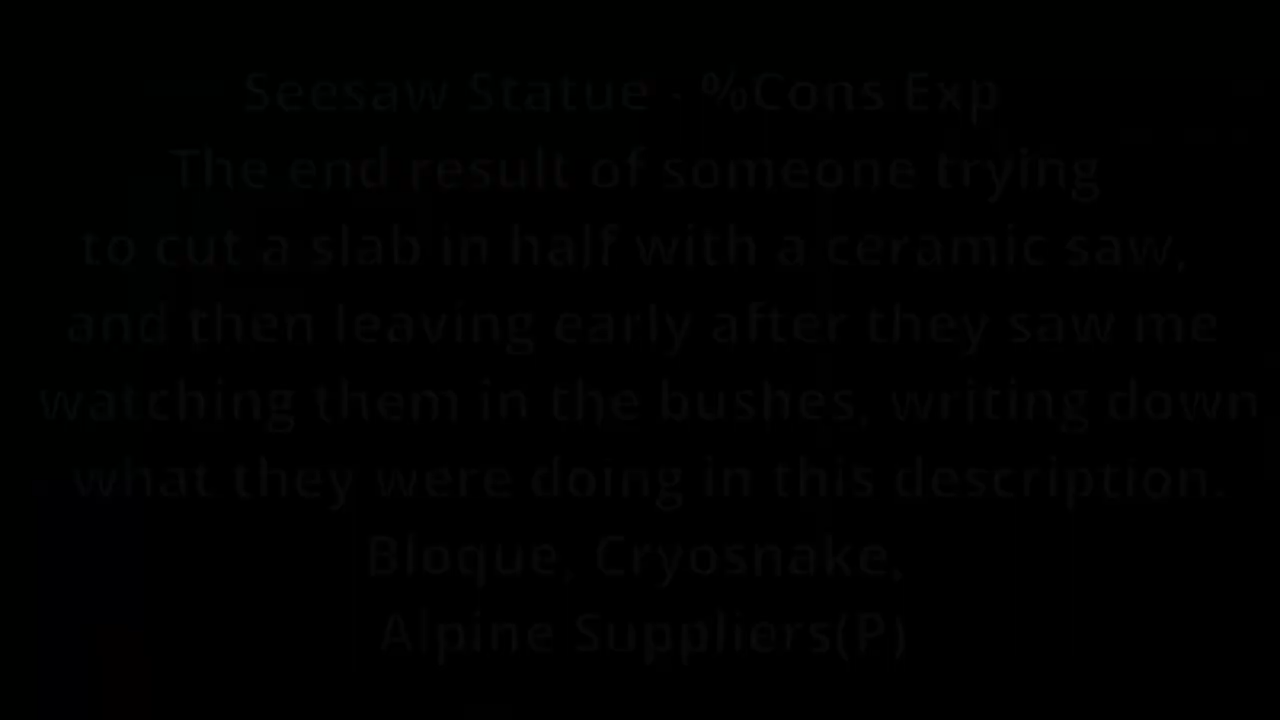 Seesaw Statue - %Cons Exp
The end result of someone trying
to cut a slab in half with a ceramic saw,
and then leaving early after they saw me
watching them in the bushes, writing down
what they were doing in this description.
Bloque, Cryosnake,
Alpine Suppliers(P)